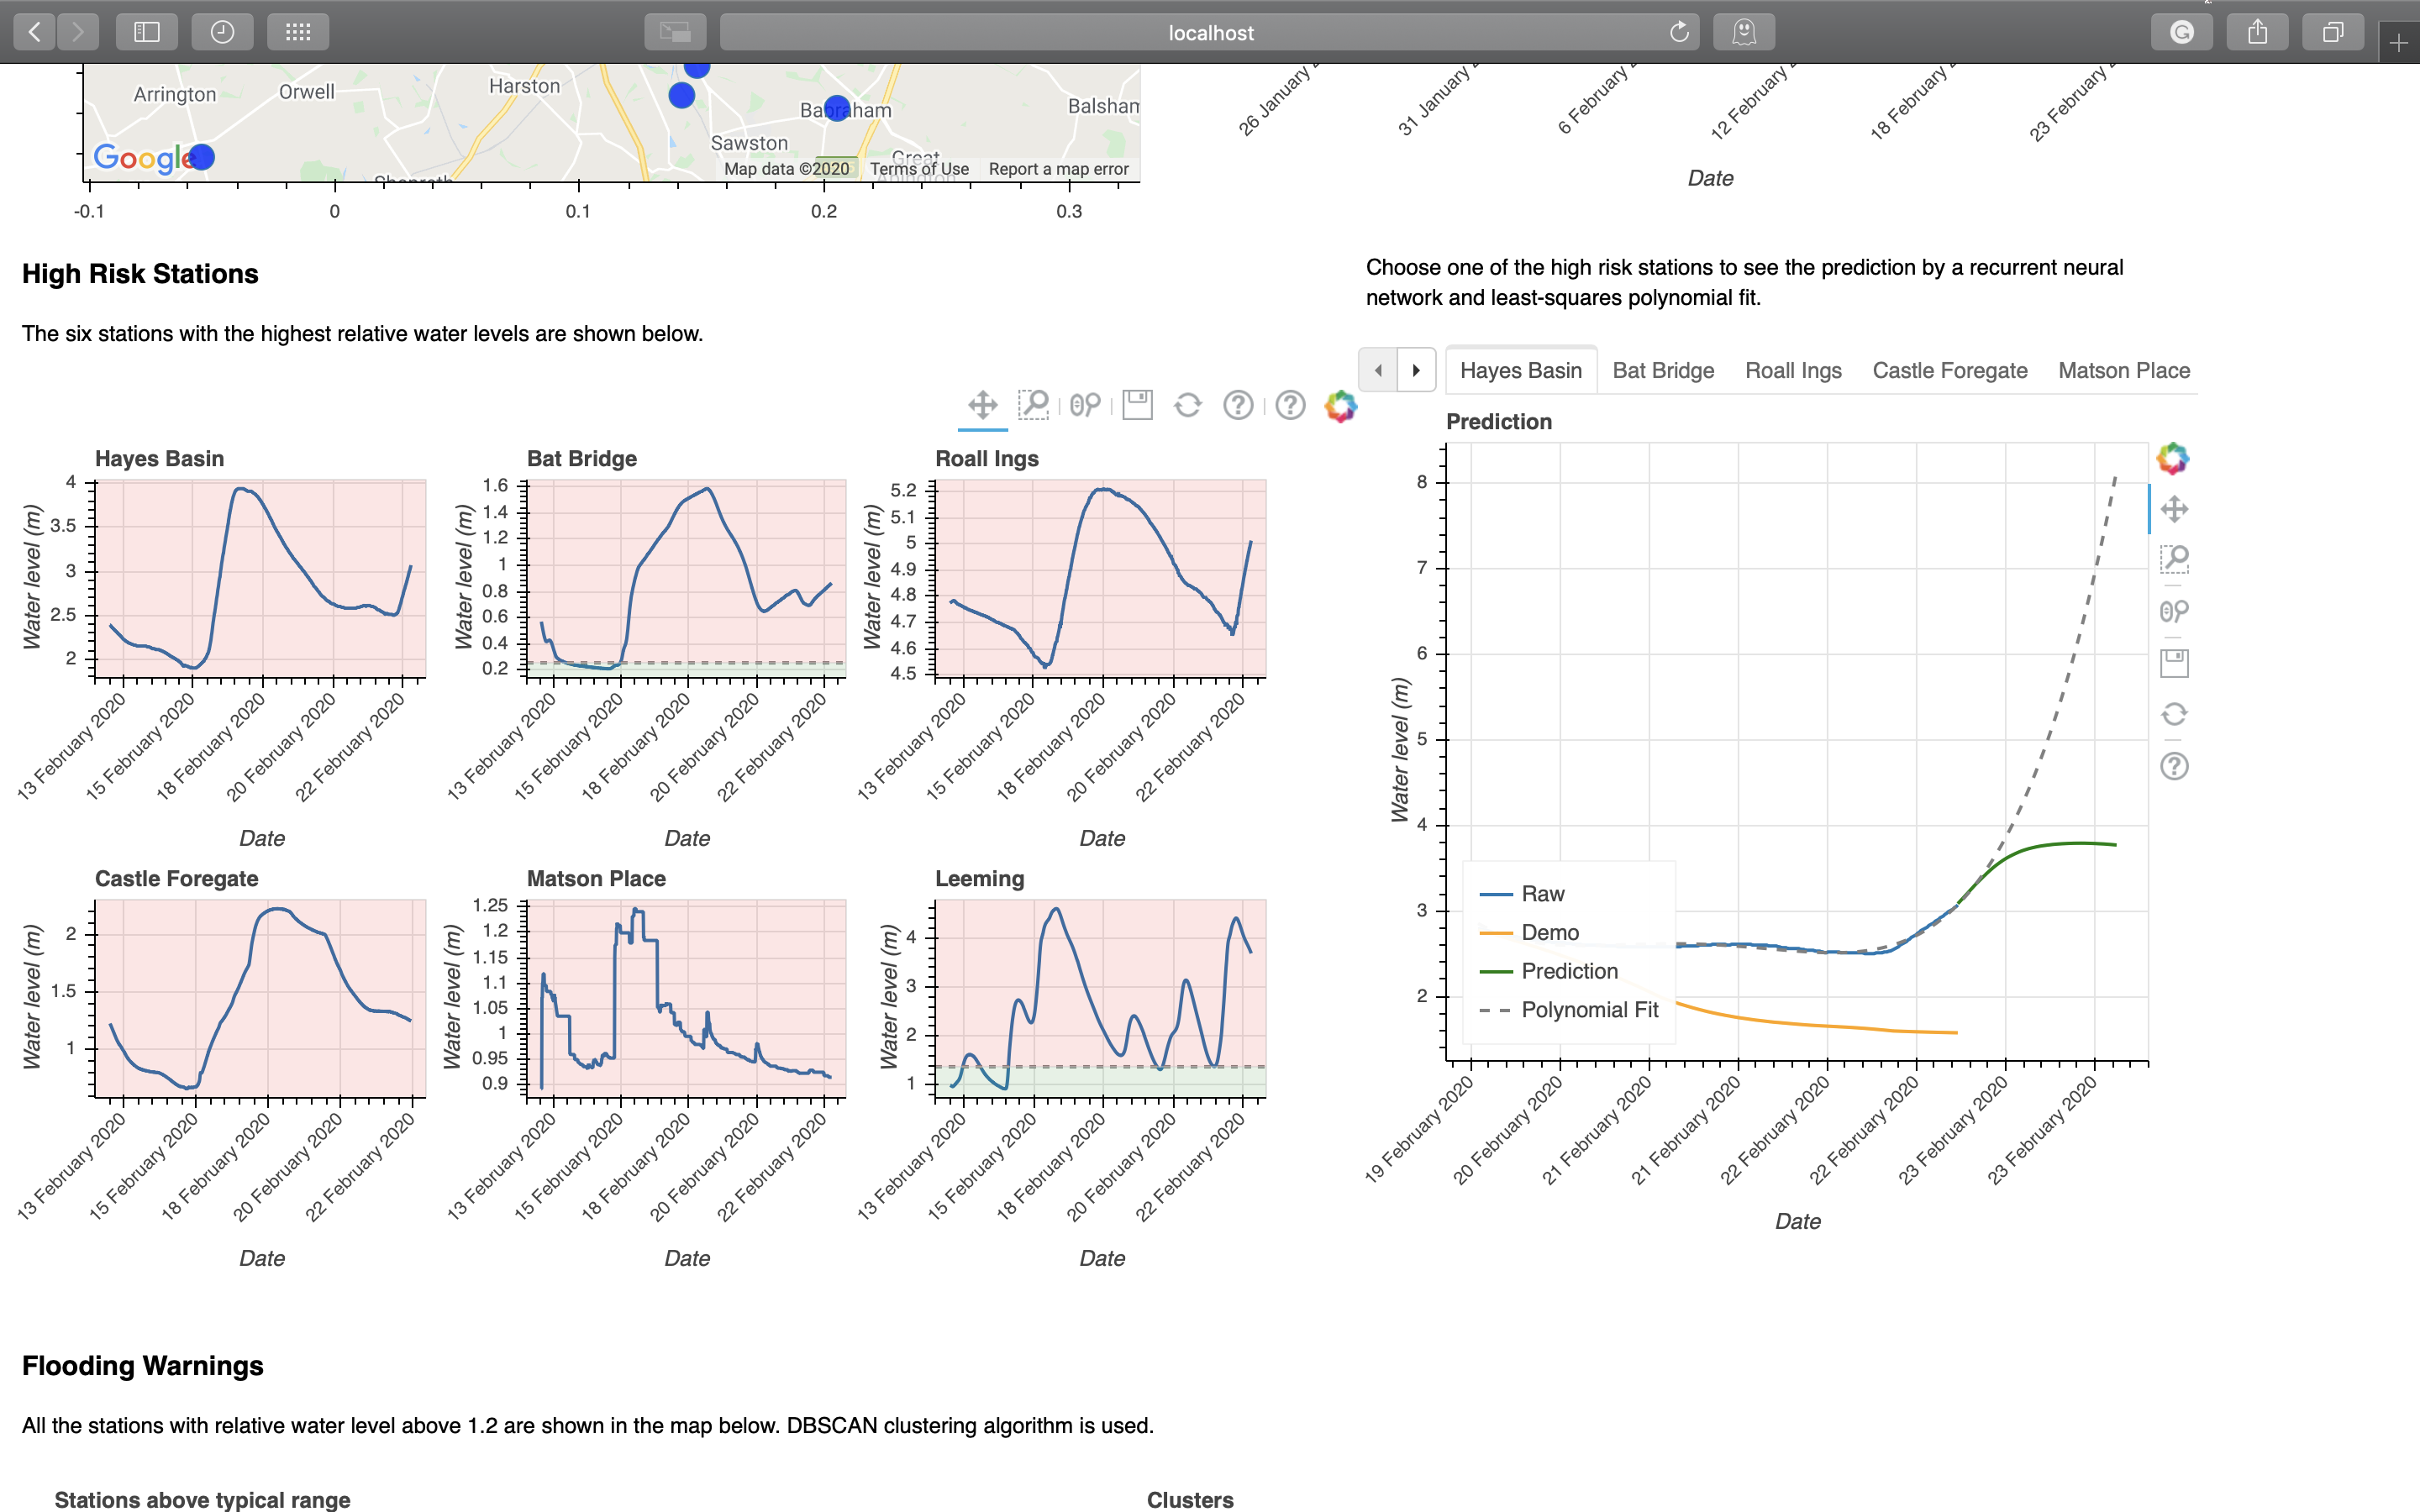 localhost
Arrington
Orwell
Harston
Babraham
Balsham
Sawston
Great
Google
Map data ©2020 Terms of Use Report a map error
-0.1 0 0.1 0.2 0.3
26 January
31 January
6 February
12 February
18 February
23 February
Date
High Risk Stations
The six stations with the highest relative water levels are shown below.
Choose one of the high risk stations to see the prediction by a recurrent neural
network and least-squares polynomial fit.
Hayes Basin Bat Bridge Roall Ings Castle Foregate Matson Place
Hayes Basin
Water level (m)
4
3.5
3
2.5
2
13 February 2020
15 February 2020
18 February 2020
20 February 2020
22 February 2020
Date
Bat Bridge
Water level (m)
1.6
1.4
1.2
1
0.8
0.6
0.4
0.2
13 February 2020
15 February 2020
18 February 2020
20 February 2020
22 February 2020
Date
Roall Ings
Water level (m)
5.2
5.1
5
4.9
4.8
4.7
4.6
4.5
13 February 2020
15 February 2020
18 February 2020
20 February 2020
22 February 2020
Date
Castle Foregate
Water level (m)
2
1.5
1
13 February 2020
15 February 2020
18 February 2020
20 February 2020
22 February 2020
Date
Matson Place
Water level (m)
1.25
1.2
1.15
1.1
1.05
1
0.95
0.9
13 February 2020
15 February 2020
18 February 2020
20 February 2020
22 February 2020
Date
Leeming
Water level (m)
4
3
2
1
13 February 2020
15 February 2020
18 February 2020
20 February 2020
22 February 2020
Date
Prediction
Water level (m)
8
7
6
5
4
3
2
Raw
Demo
Prediction
Polynomial Fit
19 February 2020
20 February 2020
21 February 2020
21 February 2020
22 February 2020
22 February 2020
23 February 2020
23 February 2020
Date
Flooding Warnings
All the stations with relative water level above 1.2 are shown in the map below. DBSCAN clustering algorithm is used.
Stations above typical range
Clusters